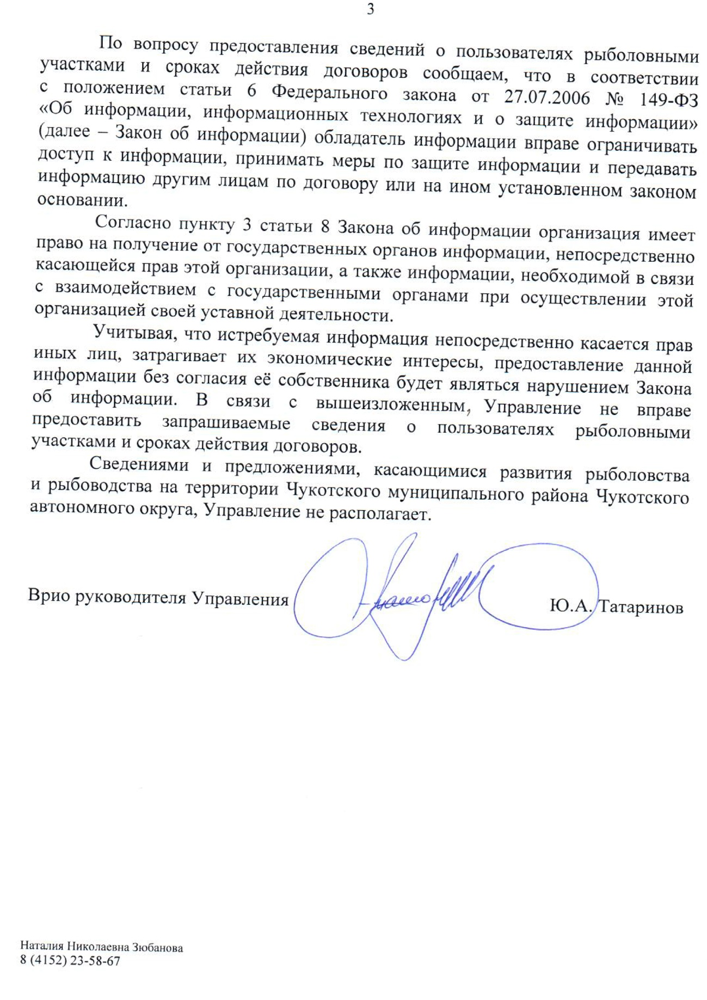 3
По вопросу предоставления сведений о пользователях рыболовными
участками и сроках действия договоров сообщаем, что в соответствии
с положением статьи 6 Федерального закона от 27.07.2006 № 149-ФЗ
«Об информации, информационных технологиях и о защите информации»
(далее – Закон об информации) обладатель информации вправе ограничивать
доступ к информации, принимать меры по защите информации и передавать
информацию другим лицам по договору или на ином установленном законом
основании.
Согласно пункту 3 статьи 8 Закона об информации организация имеет
право на получение от государственных органов информации, непосредственно
касающейся прав этой организации, а также информации, необходимой в связи
с взаимодействием с государственными органами при осуществлении этой
организацией своей уставной деятельности.
Учитывая, что истребуемая информация непосредственно касается прав
иных лиц, затрагивает их экономические интересы, предоставление данной
информации без согласия её собственника будет являться нарушением Закона
об информации. В связи с вышеизложенным, Управление не вправе
предоставить запрашиваемые сведения о пользователях рыболовными
участками и сроках действия договоров.
Сведениями и предложениями, касающимися развития рыболовства
и рыбоводства на территории Чукотского муниципального района Чукотского
автономного округа, Управление не располагает.
Врио руководителя Управления
Ю.А. Татаринов
Наталия Николаевна Зюбанова
8 (4152) 23-58-67